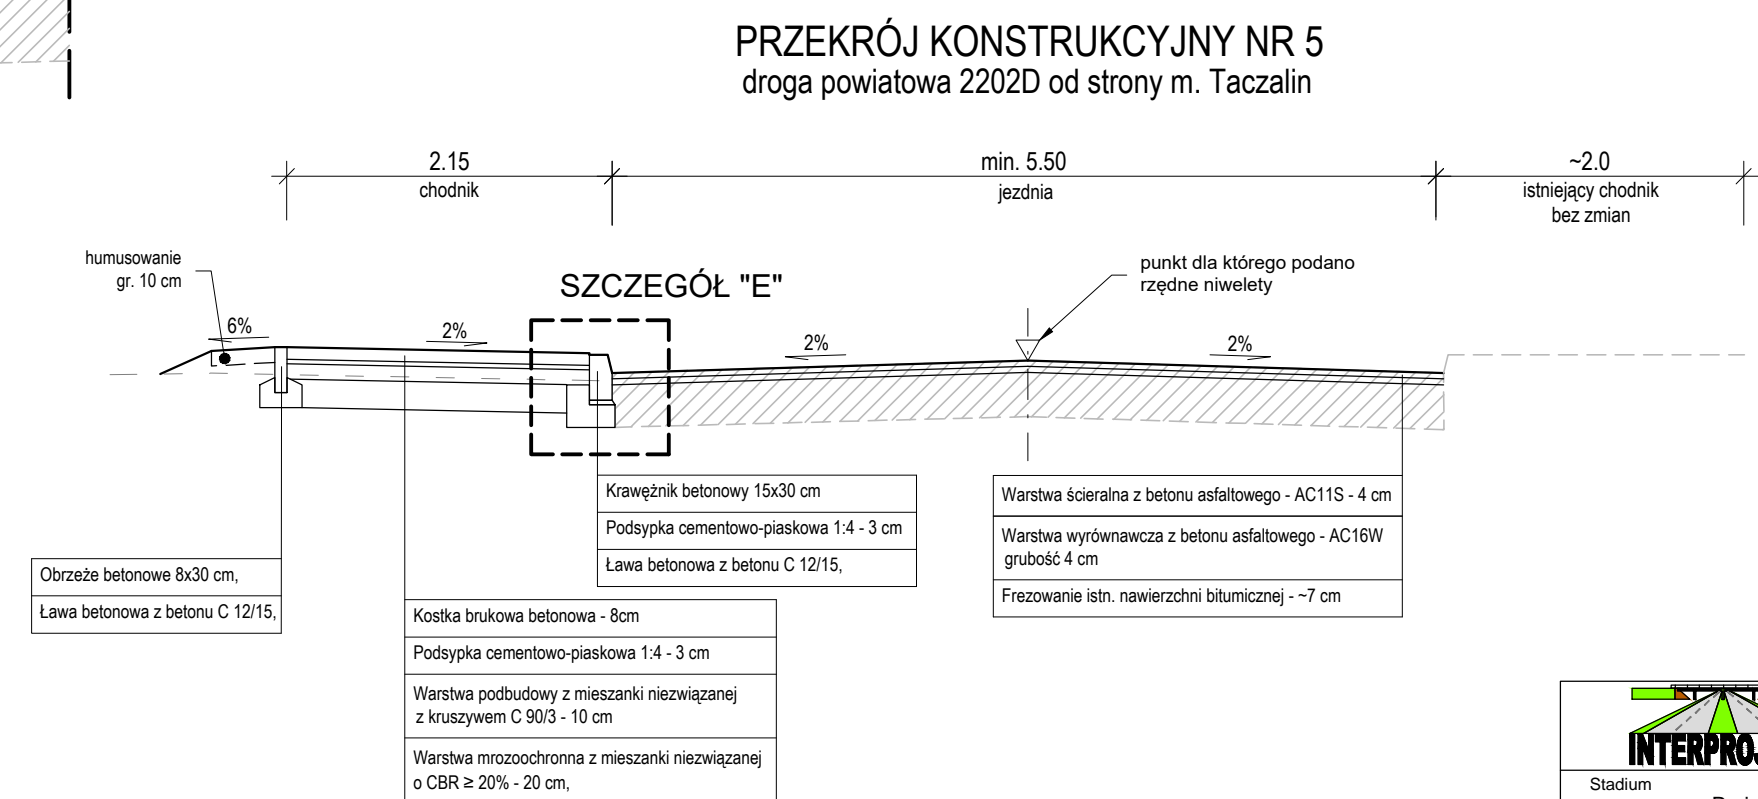 PRZEKRÓJ KONSTRUKCYJNY NR 5
droga powiatowa 2202D od strony m. Taczalin
2.15
chodnik
min. 5.50
jezdnia
~2.0
istniejący chodnik
bez zmian
humusowanie
gr. 10 cm
SZCZEGÓŁ "E"
punkt dla którego podano
rzędne niwelety
6%
2%
2%
2%
Krawężnik betonowy 15x30 cm
Podsypka cementowo-piaskowa 1:4 - 3 cm
Ława betonowa z betonu C 12/15,
Warstwa ścieralna z betonu asfaltowego - AC11S - 4 cm
Warstwa wyrównawcza z betonu asfaltowego - AC16W
grubość 4 cm
Frezowanie istn. nawierzchni bitumicznej - ~7 cm
Obrzeże betonowe 8x30 cm,
Ława betonowa z betonu C 12/15,
Kostka brukowa betonowa - 8cm
Podsypka cementowo-piaskowa 1:4 - 3 cm
Warstwa podbudowy z mieszanki niezwiązanej
z kruszywem C 90/3 - 10 cm
Warstwa mrozoochronna z mieszanki niezwiązanej
o CBR ≥ 20% - 20 cm,
INTERPROJ
Stadium